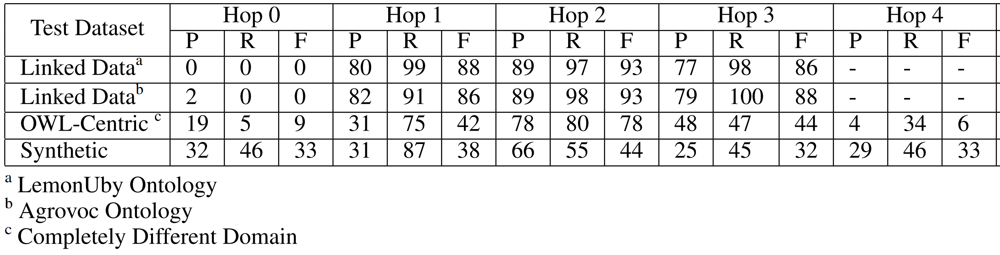 Test Dataset Hop 0 Hop 1 Hop 2 Hop 3 Hop 4
P R F P R F P R F P R F P R F
Linked Data^a 0 0 0 80 99 88 89 97 93 77 98 86 - - -
Linked Data^b 2 0 0 82 91 86 89 98 93 79 100 88 - - -
OWL-Centric ^c 19 5 9 31 75 42 78 80 78 48 47 44 4 34 6
Synthetic 32 46 33 31 87 38 66 55 44 25 45 32 29 46 33
^a LemonUby Ontology
^b Agrovoc Ontology
^c Completely Different Domain